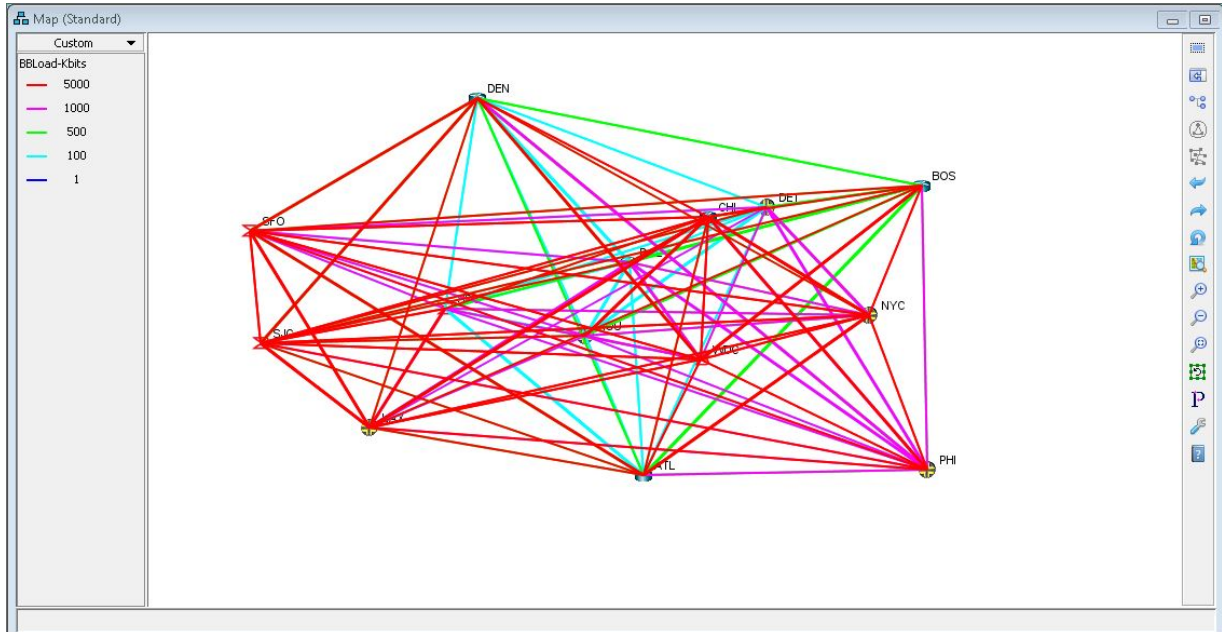 Map (Standard)
Custom
BBLoad-Kbits
5000
1000
500
100
1
DEN
BOS
DET
CHI
SFO
NYC
SJC
WDC
LAX
ATL
PHI
P
?